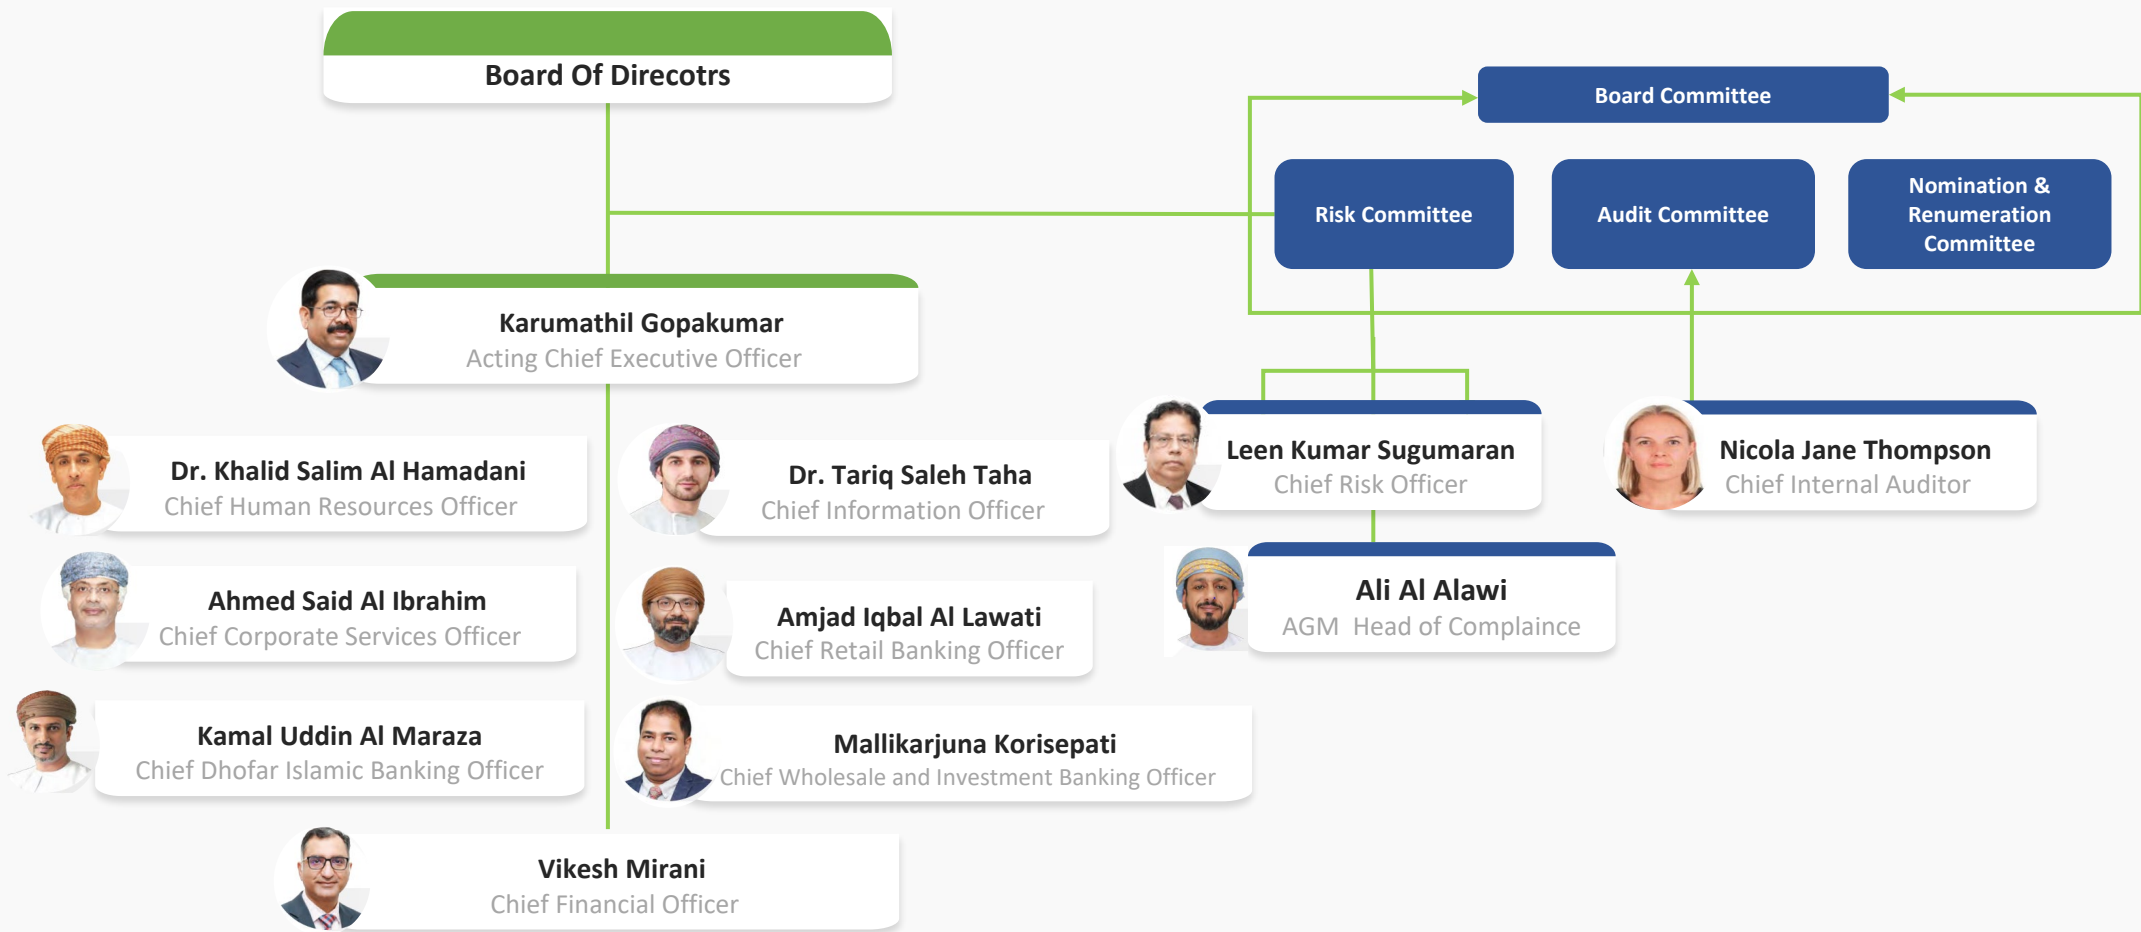 Board Of Direcotrs
Board Committee
Risk Committee
Audit Committee
Nomination &
Renumeration
Committee
Karumathil Gopakumar
Acting Chief Executive Officer
Dr. Khalid Salim Al Hamadani
Chief Human Resources Officer
Dr. Tariq Saleh Taha
Chief Information Officer
Leen Kumar Sugumaran
Chief Risk Officer
Nicola Jane Thompson
Chief Internal Auditor
Ahmed Said Al Ibrahim
Chief Corporate Services Officer
Amjad Iqbal Al Lawati
Chief Retail Banking Officer
Ali Al Alawi
AGM  Head of Complaince
Kamal Uddin Al Maraza
Chief Dhofar Islamic Banking Officer
Mallikarjuna Korisepati
Chief Wholesale and Investment Banking Officer
Vikesh Mirani
Chief Financial Officer